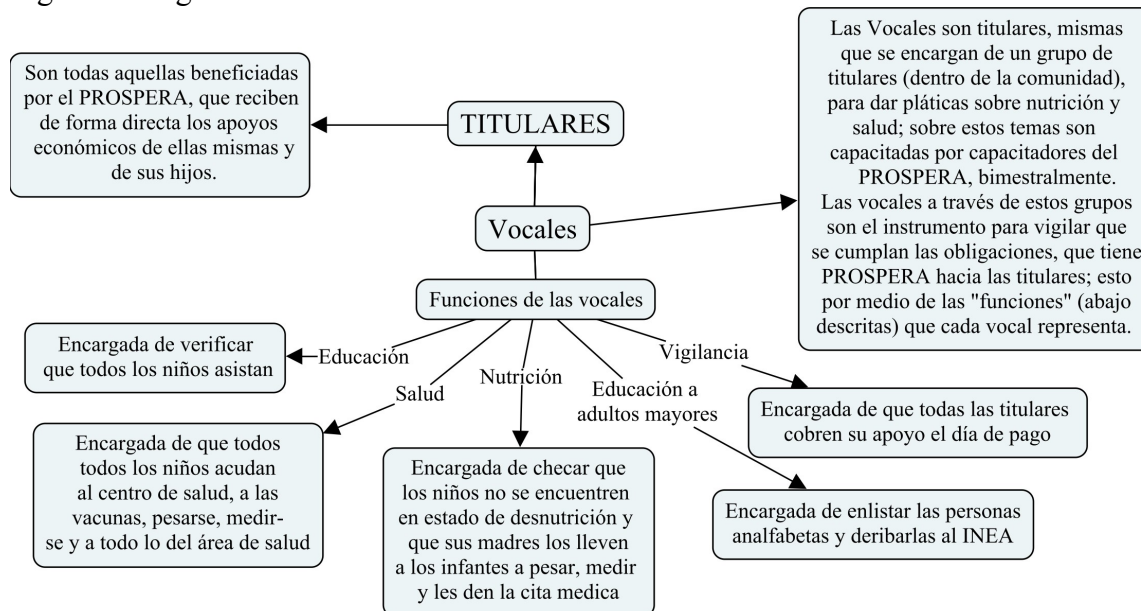 Son todas aquellas beneficiadas
por el PROSPERA, que reciben
de forma directa los apoyos
económicos de ellas mismas y
de sus hijos.
TITULARES
Las Vocales son titulares, mismas
que se encargan de un grupo de
titulares (dentro de la comunidad),
para dar pláticas sobre nutrición y
salud; sobre estos temas son
capacitadas por capacitadores del
PROSPERA, bimestralmente.
Las vocales a través de estos grupos
son el instrumento para vigilar que
se cumplan las obligaciones, que tiene
PROSPERA hacia las titulares; esto
por medio de las "funciones" (abajo
descritas) que cada vocal representa.
Vocales
Funciones de las vocales
Educación
Encargada de verificar
que todos los niños asistan
Salud
Encargada de que todos
todos los niños acudan
al centro de salud, a las
vacunas, pesarse, medir-
se y a todo lo del área de salud
Nutrición
Encargada de checar que
los niños no se encuentren
en estado de desnutrición y
que sus madres los lleven
a los infantes a pesar, medir
y les den la cita medica
Educación a
adultos mayores
Encargada de enlistar las personas
analfabetas y deribarlas al INEA
Vigilancia
Encargada de que todas las titulares
cobren su apoyo el día de pago